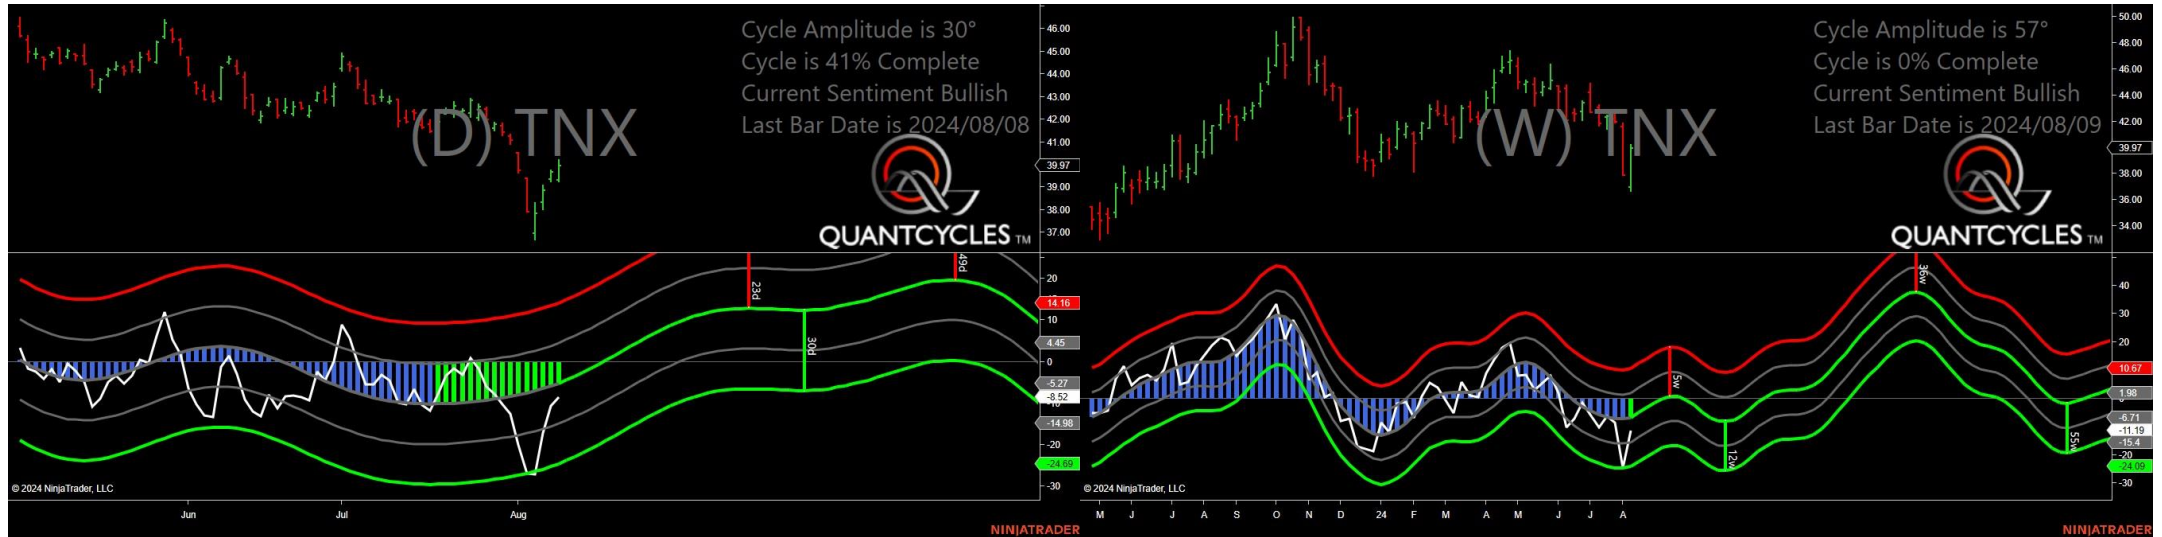 Cycle Amplitude is 30°
Cycle is 41% Complete
Current Sentiment Bullish
Last Bar Date is 2024/08/08
(D) TNX
QUANTCYCLES TM
46.00
45.00
44.00
43.00
42.00
41.00
39.97
39.00
38.00
37.00
23d
49d
30d
20
14.16
10
4.45
0
-5.27
-8.52
-14.98
-20
-24.69
-30
© 2024 NinjaTrader, LLC
Jun
Jul
Aug
NINJATRADER
Cycle Amplitude is 57°
Cycle is 0% Complete
Current Sentiment Bullish
Last Bar Date is 2024/08/09
(W) TNX
QUANTCYCLES TM
50.00
48.00
46.00
44.00
42.00
39.97
38.00
36.00
34.00
36w
5w
12w
55w
40
30
20
10.67
1.98
-6.71
-11.19
-15.4
-20
-24.09
-30
© 2024 NinjaTrader, LLC
M J J A S O N D 24 F M A M J J A
NINJATRADER